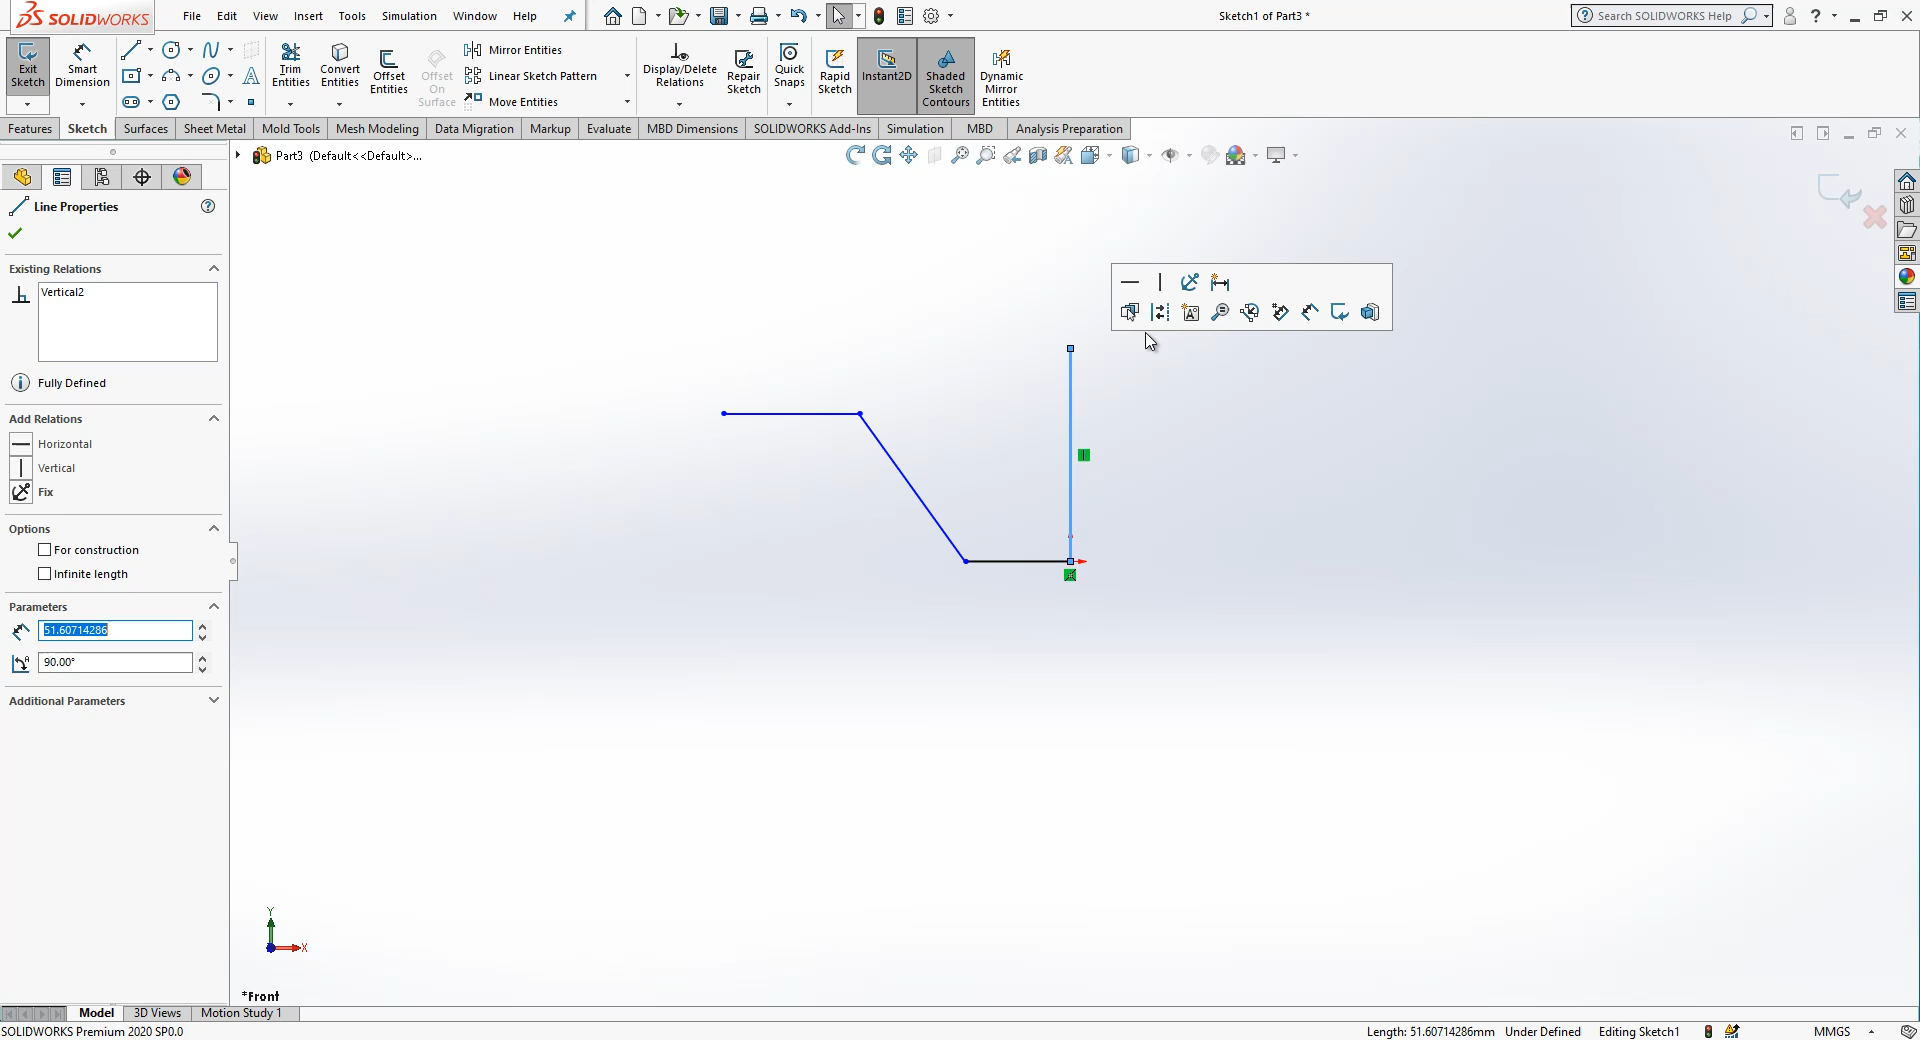 SOLIDWORKS File Edit View Insert Tools Simulation Window Help Sketch1 of Part3 * Search SOLIDWORKS Help ?
Exit Sketch
Smart Dimension
Trim Entities
Convert Entities
Offset Entities
Offset On Surface
Mirror Entities
Linear Sketch Pattern
Move Entities
Display/Delete Relations
Repair Sketch
Quick Snaps
Rapid Sketch
Instant2D
Shaded Sketch Contours
Dynamic Mirror Entities
Features Sketch Surfaces Sheet Metal Mold Tools Mesh Modeling Data Migration Markup Evaluate MBD Dimensions SOLIDWORKS Add-Ins Simulation MBD Analysis Preparation
Part3 (Default<<Default>...
Line Properties
Existing Relations
Vertical2
Fully Defined
Add Relations
Horizontal
Vertical
Fix
Options
For construction
Infinite length
Parameters
51.60714286
90.00°
Additional Parameters
Y
X
*Front
Model 3D Views Motion Study 1
SOLIDWORKS Premium 2020 SP0.0 Length: 51.60714286mm Under Defined Editing Sketch1 MMGS